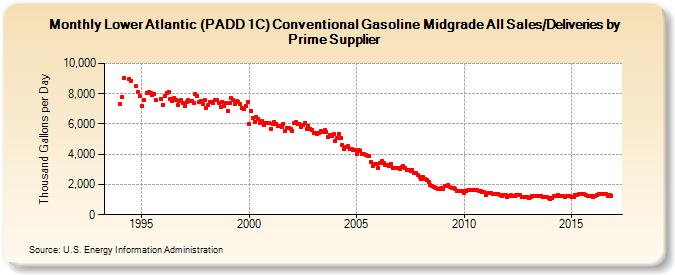 Monthly Lower Atlantic (PADD 1C) Conventional Gasoline Midgrade All Sales/Deliveries by
Prime Supplier
Thousand Gallons per Day
10,000
8,000
6,000
4,000
2,000
0
1995
2000
2005
2010
2015
Source: U.S. Energy Information Administration